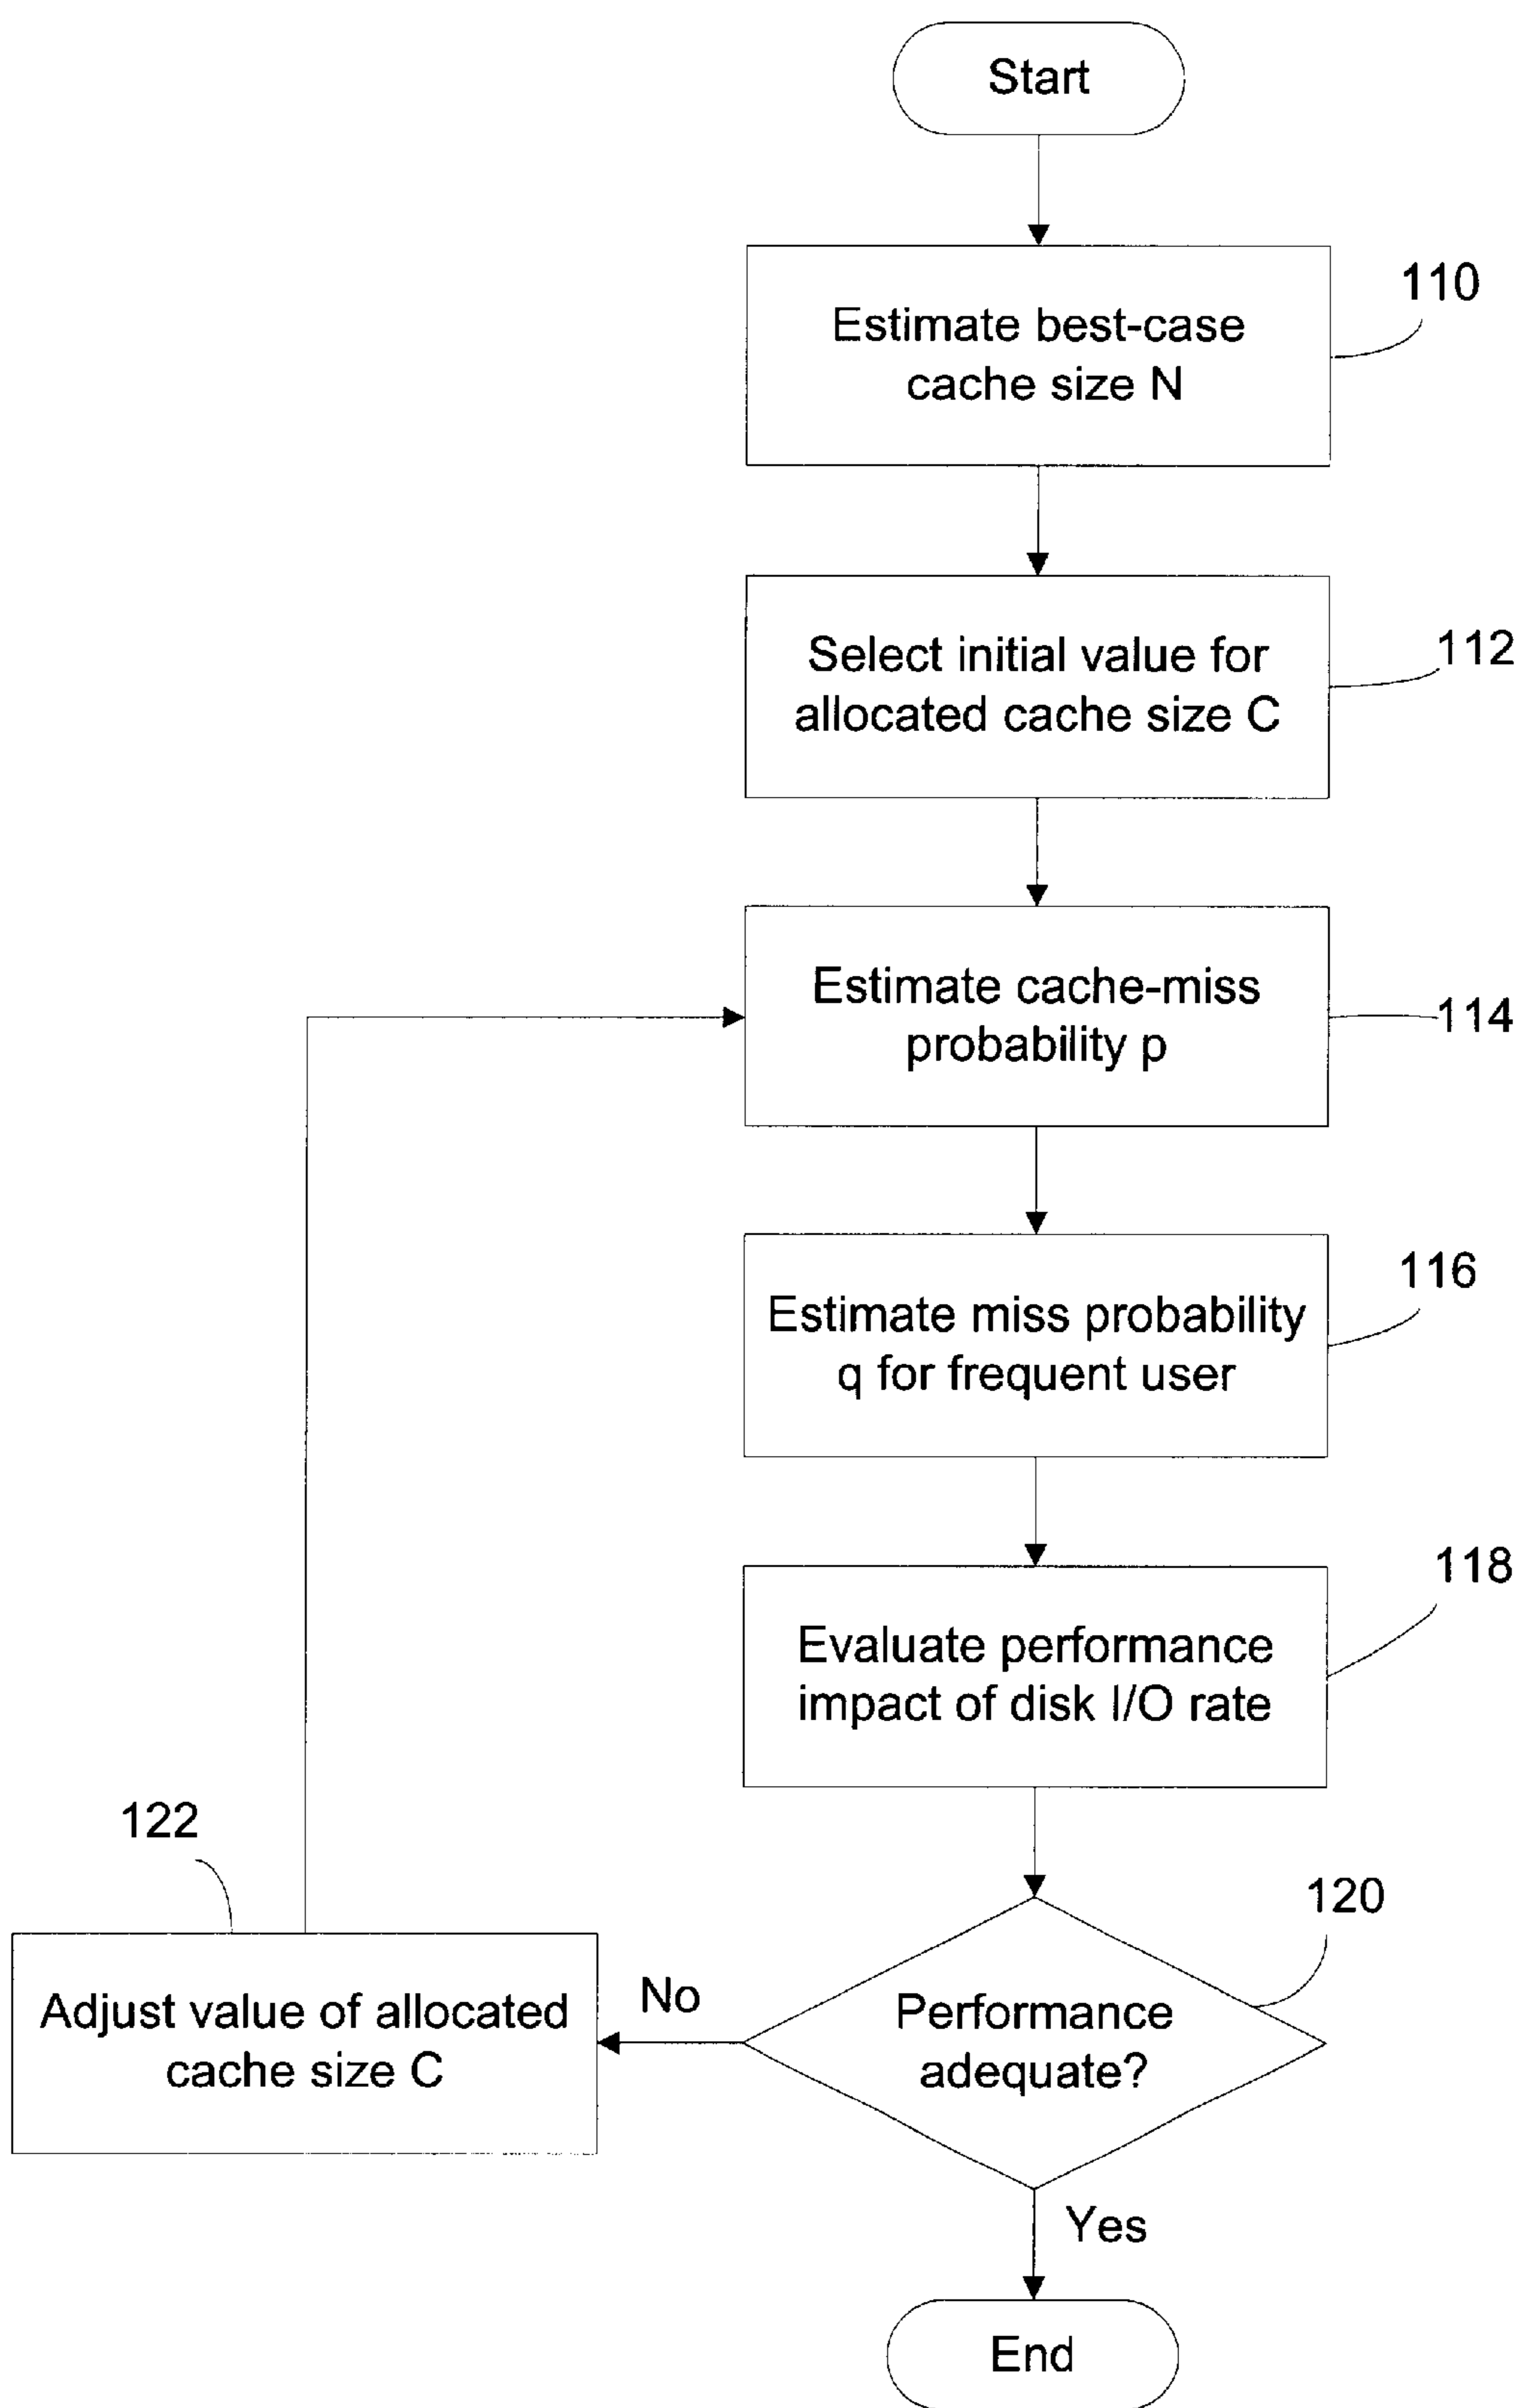 Start
Estimate best-case
cache size N
110
Select initial value for
allocated cache size C
112
Estimate cache-miss
probability p
114
Estimate miss probability
q for frequent user
116
Evaluate performance
impact of disk I/O rate
118
Performance
adequate?
120
No
Adjust value of allocated
cache size C
122
Yes
End